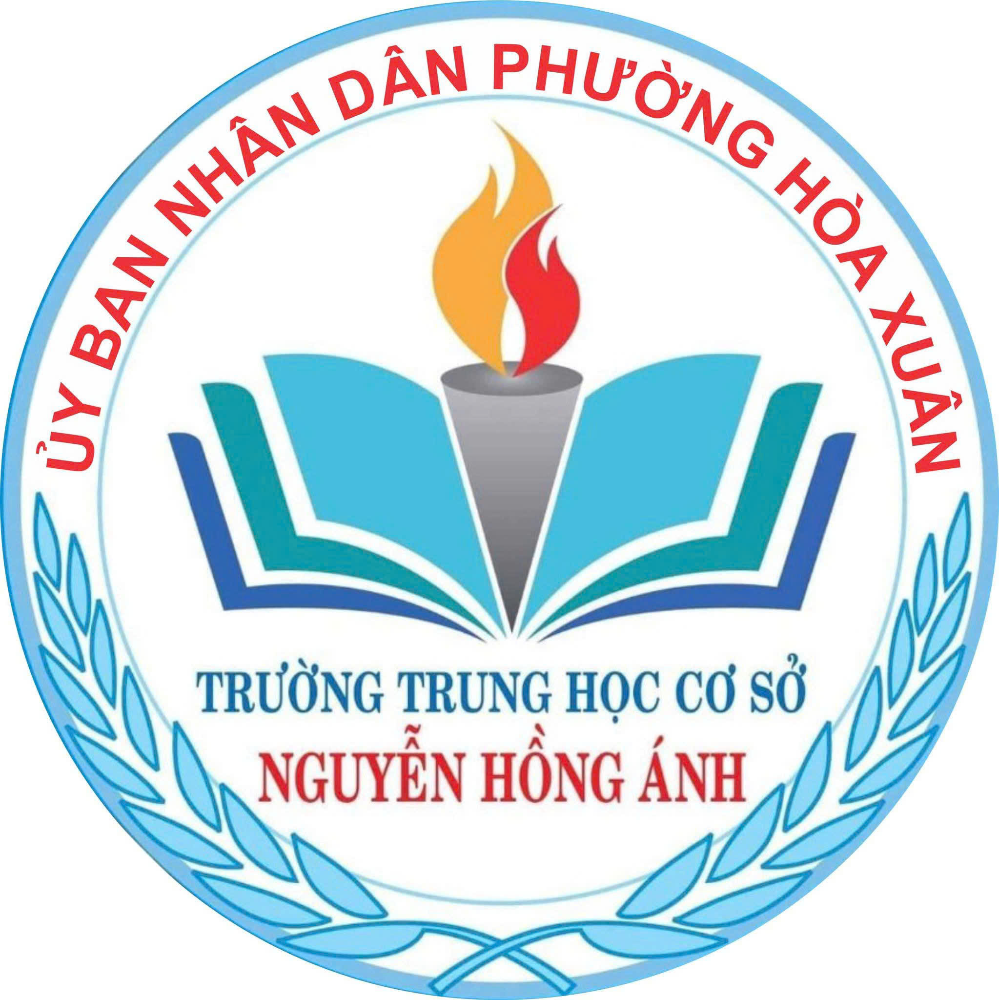 ỦY BAN NHÂN DÂN PHƯỜNG HÒA XUÂN
TRƯỜNG TRUNG HỌC CƠ SỞ
NGUYỄN HỒNG ÁNH